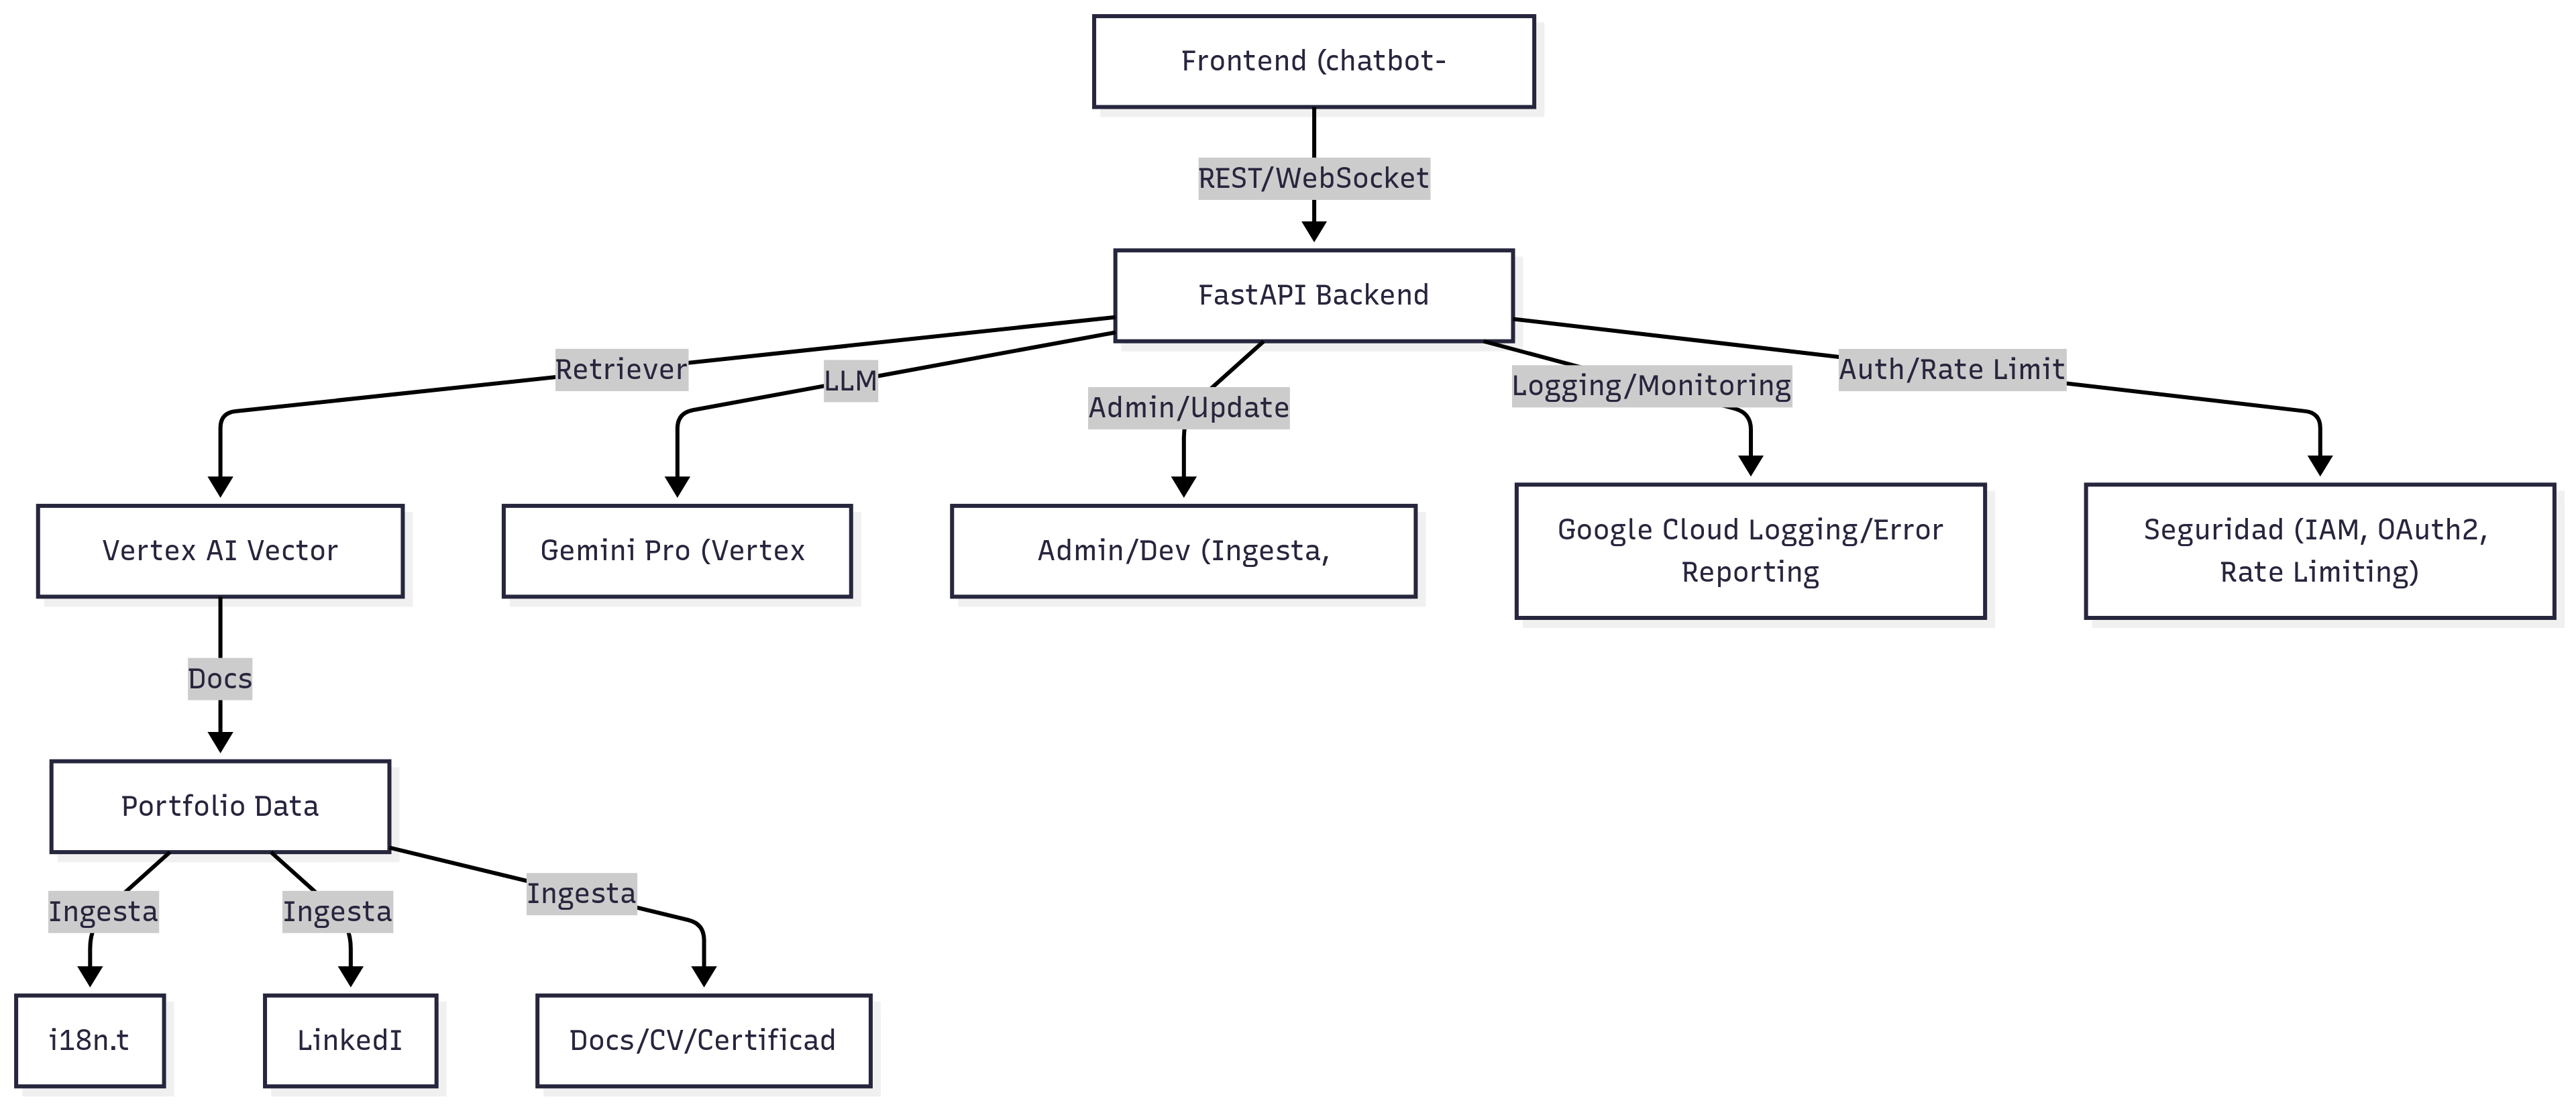 Frontend (chatbot-
REST/WebSocket
FastAPI Backend
Retriever
LLM
Admin/Update
Logging/Monitoring
Auth/Rate Limit
Vertex AI Vector
Gemini Pro (Vertex
Admin/Dev (Ingesta,
Google Cloud Logging/Error
Reporting
Seguridad (IAM, OAuth2,
Rate Limiting)
Docs
Portfolio Data
Ingesta
Ingesta
Ingesta
i18n.t
LinkedI
Docs/CV/Certificad